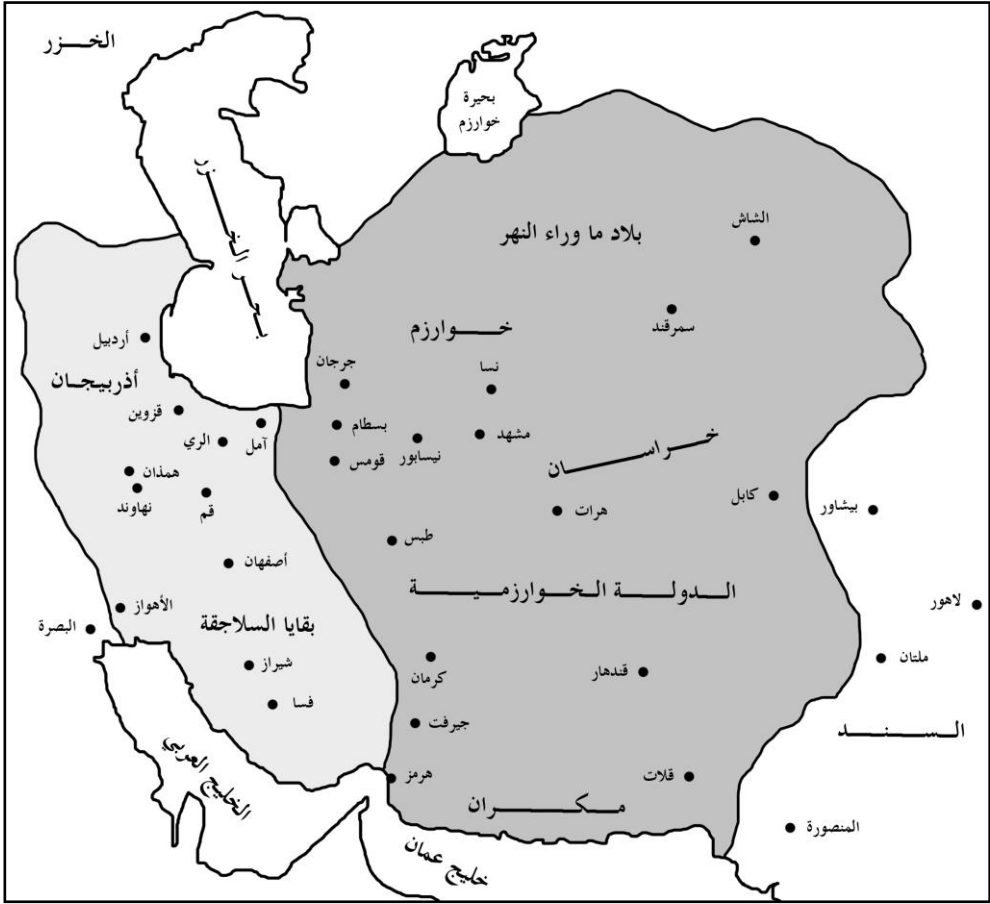 الخزر
بحيرة
خوارزم
بحر الخزر
بلاد ما وراء النهر
الشاش
سمرقند
خوارزم
أردبيل
أذربيجان
جرجان
نسا
قزوين
آمل
بسطام
مشهد
خراسان
الري
نيسابور
قومس
همذان
نهاوند
قم
كابل
بيشاور
هرات
طبس
أصفهان
الدولة الخوارزمية
لاهور
الأهواز
بقايا السلاجقة
البصرة
شيراز
كرمان
قندهار
ملتان
فسا
جيرفت
السند
الخليج العربي
هرمز
قلات
مكران
المنصورة
خليج عمان